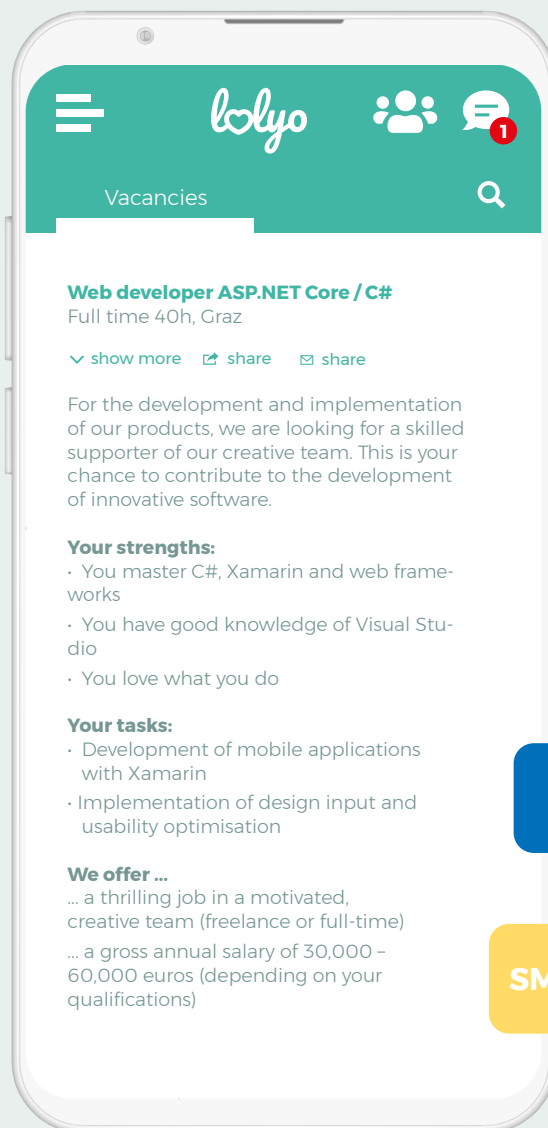 lolyo
1
Vacancies
Web developer ASP.NET Core / C#
Full time 40h, Graz
show more share share
For the development and implementation
of our products, we are looking for a skilled
supporter of our creative team. This is your
chance to contribute to the development
of innovative software.
Your strengths:
• You master C#, Xamarin and web frame-
works
• You have good knowledge of Visual Stu-
dio
• You love what you do
Your tasks:
• Development of mobile applications
with Xamarin
• Implementation of design input and
usability optimisation
We offer ...
... a thrilling job in a motivated,
creative team (freelance or full-time)
... a gross annual salary of 30,000 –
60,000 euros (depending on your
qualifications)
SM